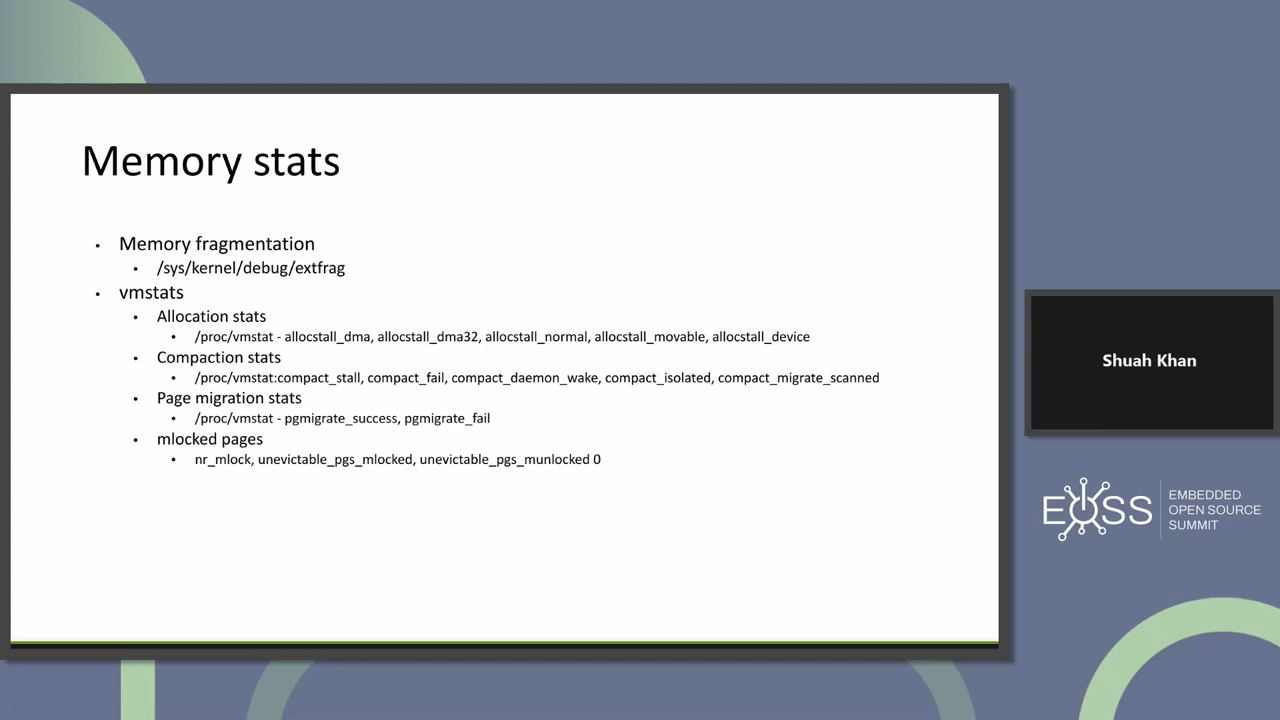 Memory stats
• Memory fragmentation
• /sys/kernel/debug/extfrag
• vmstats
• Allocation stats
• /proc/vmstat - allocstall_dma, allocstall_dma32, allocstall_normal, allocstall_movable, allocstall_device
• Compaction stats
• /proc/vmstat:compact_stall, compact_fail, compact_daemon_wake, compact_isolated, compact_migrate_scanned
• Page migration stats
• /proc/vmstat - pgmigrate_success, pgmigrate_fail
• mlocked pages
• nr_mlock, unevictable_pgs_mlocked, unevictable_pgs_munlocked 0
Shuah Khan
EOSS
EMBEDDED
OPEN SOURCE
SUMMIT